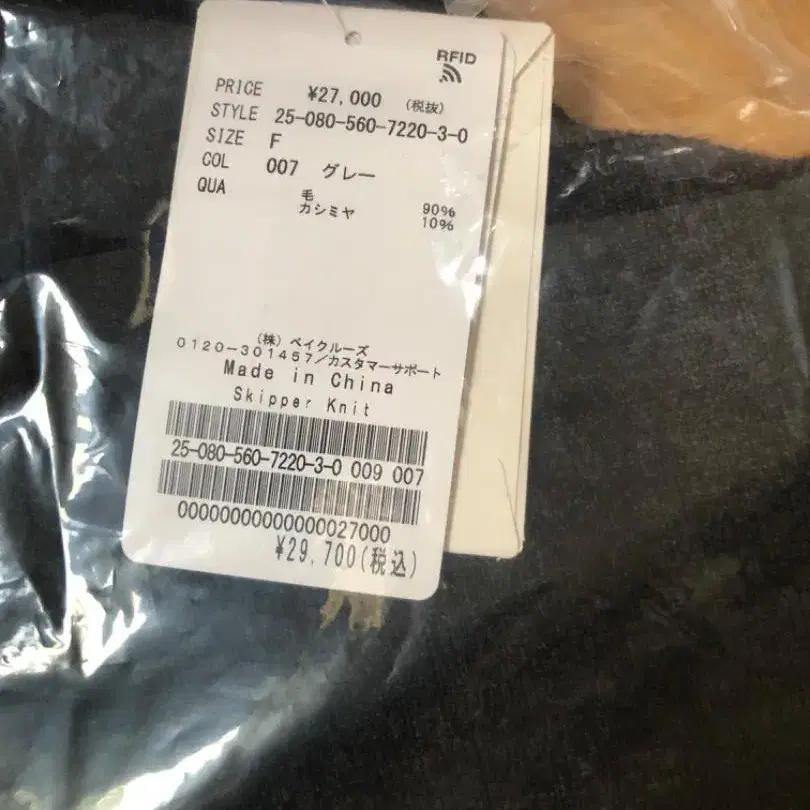 RFID
PRICE ¥27,000 (税抜)
STYLE 25-080-560-7220-3-0
SIZE F
COL 007 グレー
QUA 毛 90%
カシミヤ 10%
(株) ベイクルーズ
0120-301457/カスタマーサポート
Made in China
Skipper Knit
25-080-560-7220-3-0 009 007
00000000000000027000
¥29,700(税込)